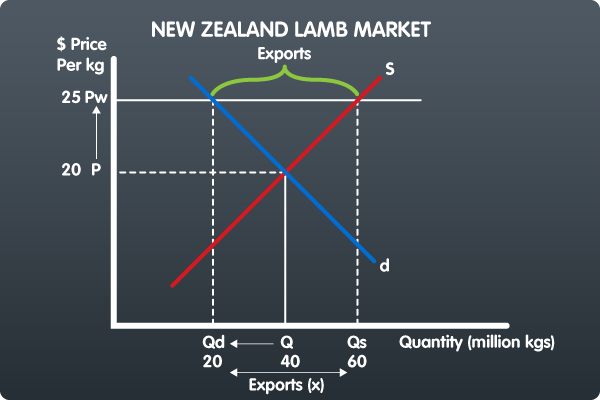 NEW ZEALAND LAMB MARKET
$ Price
Per kg
Exports
S
25 Pw
20 P
d
Qd Q Qs Quantity (million kgs)
20 40 60
Exports (x)